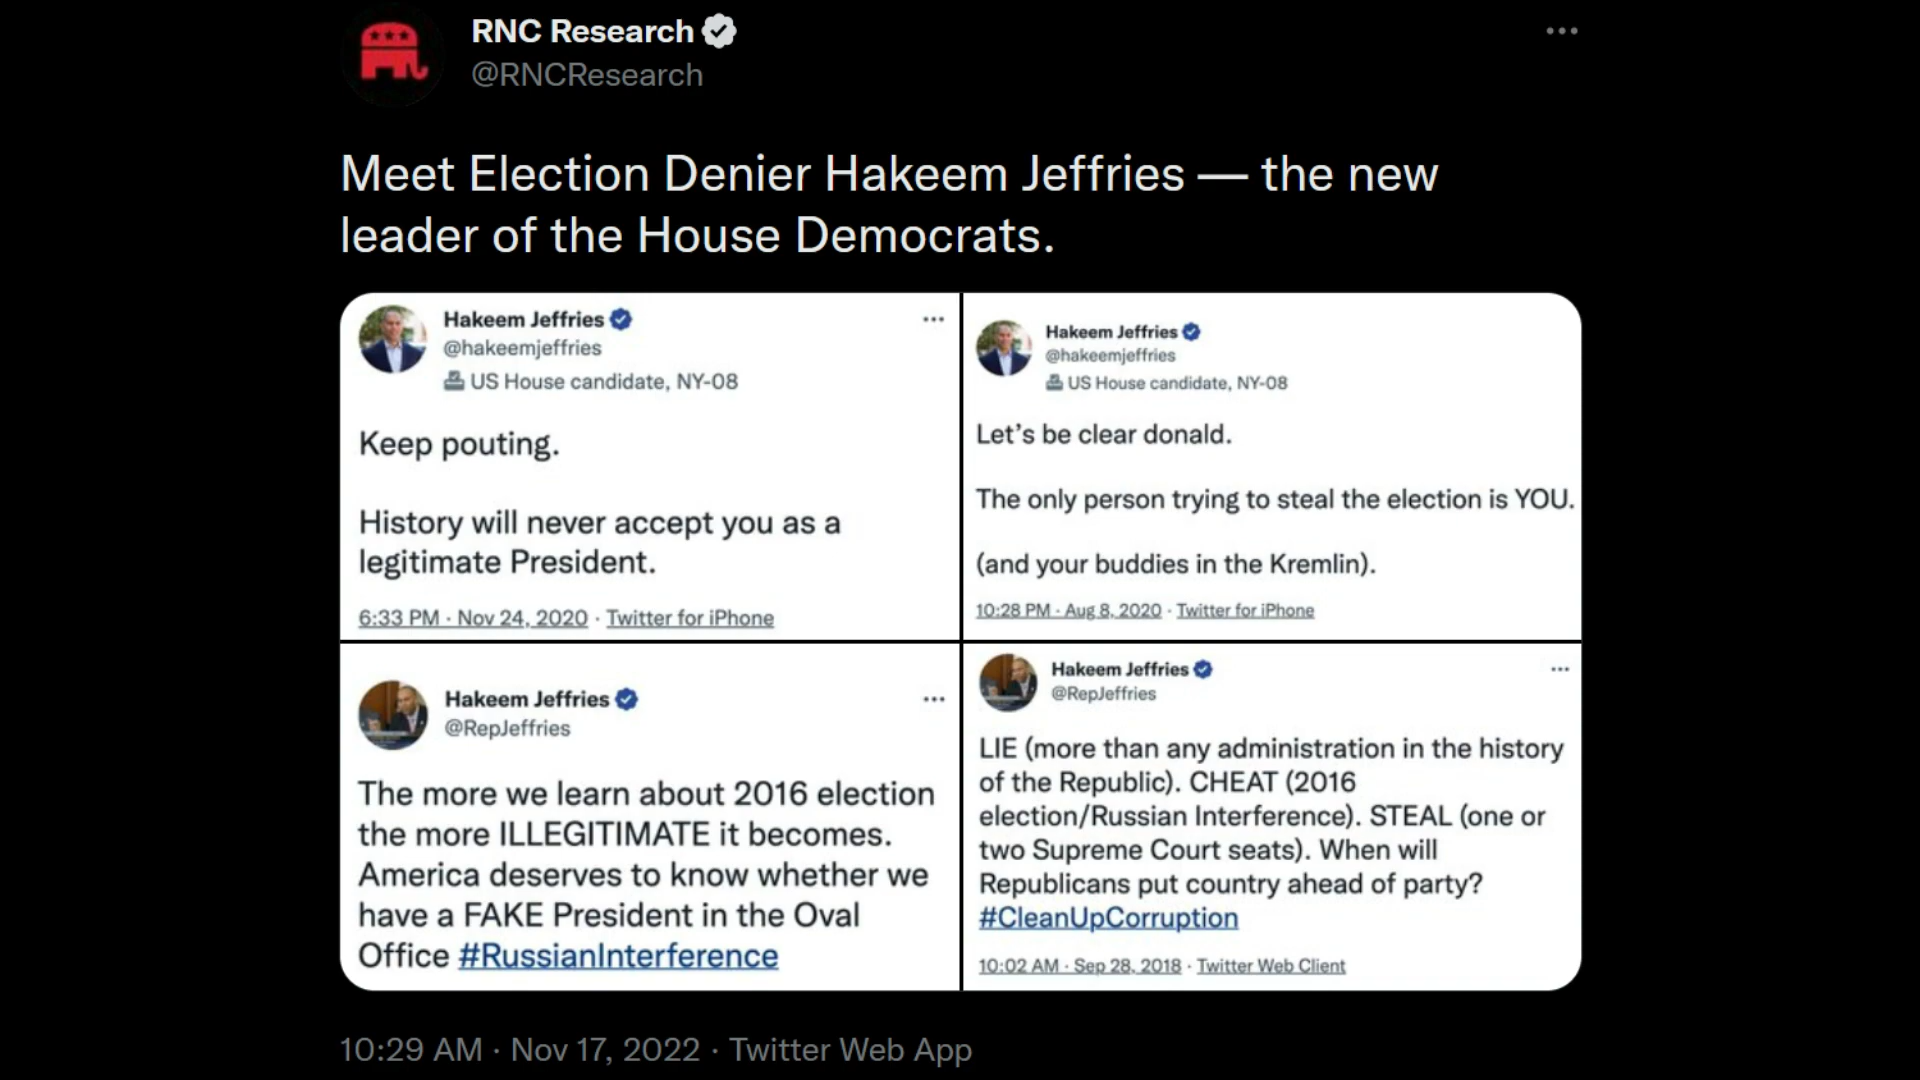 RNC Research
@RNCResearch
Meet Election Denier Hakeem Jeffries — the new
leader of the House Democrats.
Hakeem Jeffries
@hakeemjeffries
US House candidate, NY-08
Keep pouting.
History will never accept you as a
legitimate President.
6:33 PM · Nov 24, 2020 · Twitter for iPhone
Hakeem Jeffries
@hakeemjeffries
US House candidate, NY-08
Let’s be clear donald.
The only person trying to steal the election is YOU.
(and your buddies in the Kremlin).
10:28 PM · Aug 8, 2020 · Twitter for iPhone
Hakeem Jeffries
@RepJeffries
The more we learn about 2016 election
the more ILLEGITIMATE it becomes.
America deserves to know whether we
have a FAKE President in the Oval
Office #RussianInterference
Hakeem Jeffries
@RepJeffries
LIE (more than any administration in the history
of the Republic). CHEAT (2016
election/Russian Interference). STEAL (one or
two Supreme Court seats). When will
Republicans put country ahead of party?
#CleanUpCorruption
10:02 AM · Sep 28, 2018 · Twitter Web Client
10:29 AM · Nov 17, 2022 · Twitter Web App